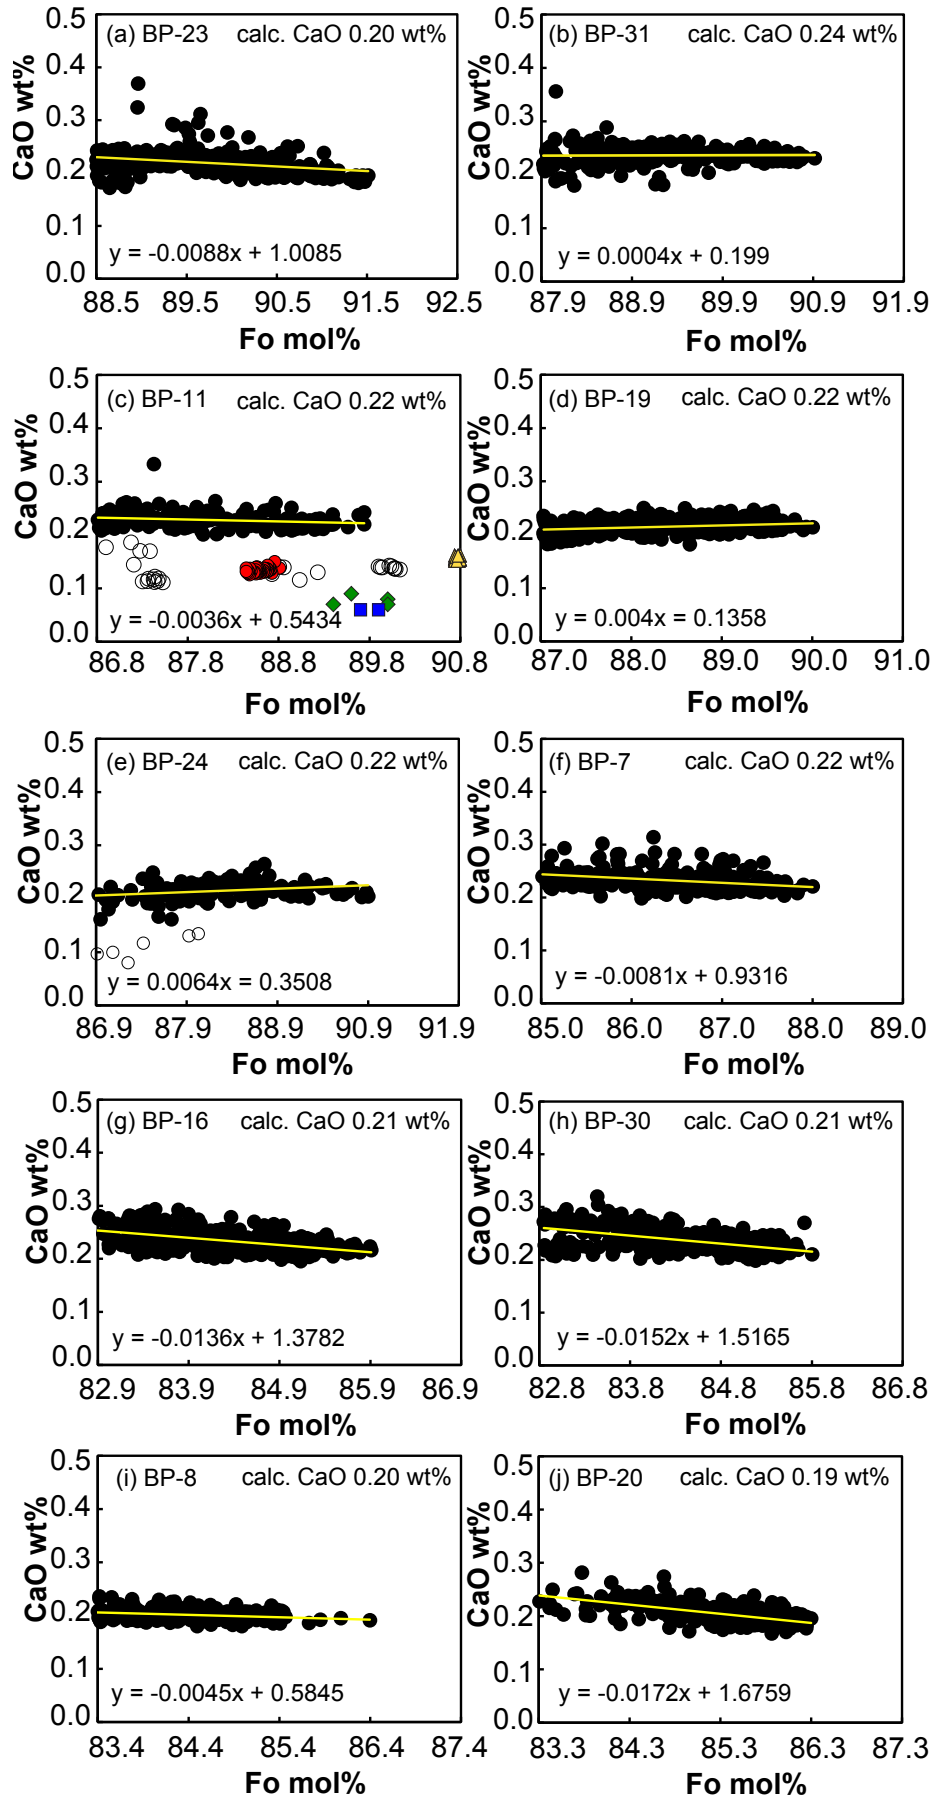 (a) BP-23 calc. CaO 0.20 wt%
CaO wt%
0.5
0.4
0.3
0.2
0.1
0.0
y = -0.0088x + 1.0085
88.5 89.5 90.5 91.5 92.5
Fo mol%
(b) BP-31 calc. CaO 0.24 wt%
CaO wt%
0.5
0.4
0.3
0.2
0.1
0.0
y = 0.0004x + 0.199
87.9 88.9 89.9 90.9 91.9
Fo mol%
(c) BP-11 calc. CaO 0.22 wt%
CaO wt%
0.5
0.4
0.3
0.2
0.1
0.0
y = -0.0036x + 0.5434
86.8 87.8 88.8 89.8 90.8
Fo mol%
(d) BP-19 calc. CaO 0.22 wt%
CaO wt%
0.5
0.4
0.3
0.2
0.1
0.0
y = 0.004x = 0.1358
87.0 88.0 89.0 90.0 91.0
Fo mol%
(e) BP-24 calc. CaO 0.22 wt%
CaO wt%
0.5
0.4
0.3
0.2
0.1
0.0
y = 0.0064x = 0.3508
86.9 87.9 88.9 90.9 91.9
Fo mol%
(f) BP-7 calc. CaO 0.22 wt%
CaO wt%
0.5
0.4
0.3
0.2
0.1
0.0
y = -0.0081x + 0.9316
85.0 86.0 87.0 88.0 89.0
Fo mol%
(g) BP-16 calc. CaO 0.21 wt%
CaO wt%
0.5
0.4
0.3
0.2
0.1
0.0
y = -0.0136x + 1.3782
82.9 83.9 84.9 85.9 86.9
Fo mol%
(h) BP-30 calc. CaO 0.21 wt%
CaO wt%
0.5
0.4
0.3
0.2
0.1
0.0
y = -0.0152x + 1.5165
82.8 83.8 84.8 85.8 86.8
Fo mol%
(i) BP-8 calc. CaO 0.20 wt%
CaO wt%
0.5
0.4
0.3
0.2
0.1
0.0
y = -0.0045x + 0.5845
83.4 84.4 85.4 86.4 87.4
Fo mol%
(j) BP-20 calc. CaO 0.19 wt%
CaO wt%
0.5
0.4
0.3
0.2
0.1
0.0
y = -0.0172x + 1.6759
83.3 84.3 85.3 86.3 87.3
Fo mol%